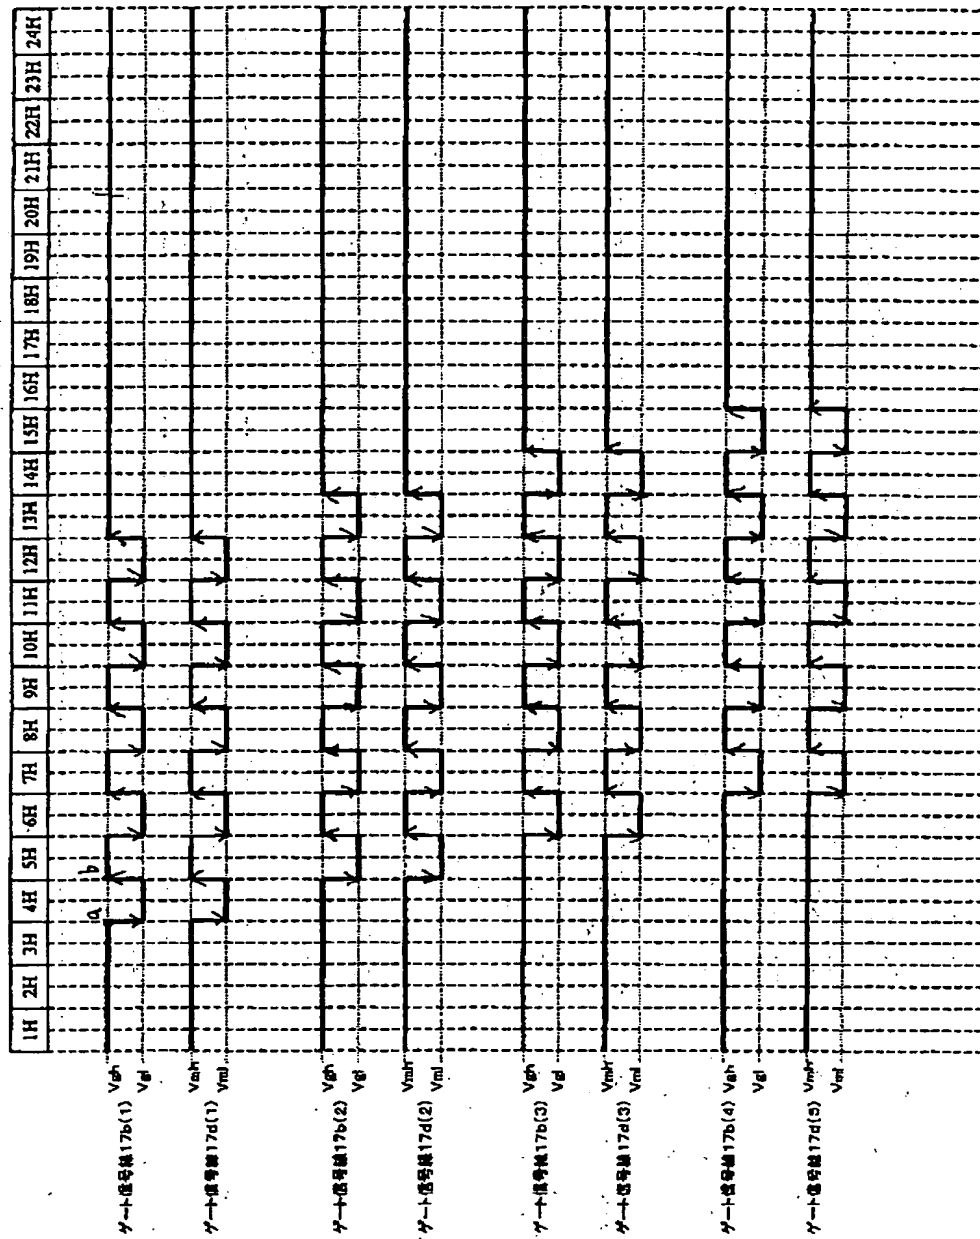 1H 2H 3H 4H 5H 6H 7H 8H 9H 10H 11H 12H 13H 14H 15H 16H 17H 18H 19H 20H 21H 22H 23H 24H
a b
ゲート信号線17b(1) Vgh
Vgl
ゲート信号線17d(1) Vmh
Vml
ゲート信号線17b(2) Vgh
Vgl
ゲート信号線17d(2) Vmh
Vml
ゲート信号線17b(3) Vgh
Vgl
ゲート信号線17d(3) Vmh
Vml
ゲート信号線17b(4) Vgh
Vgl
ゲート信号線17d(5) Vmh
Vml